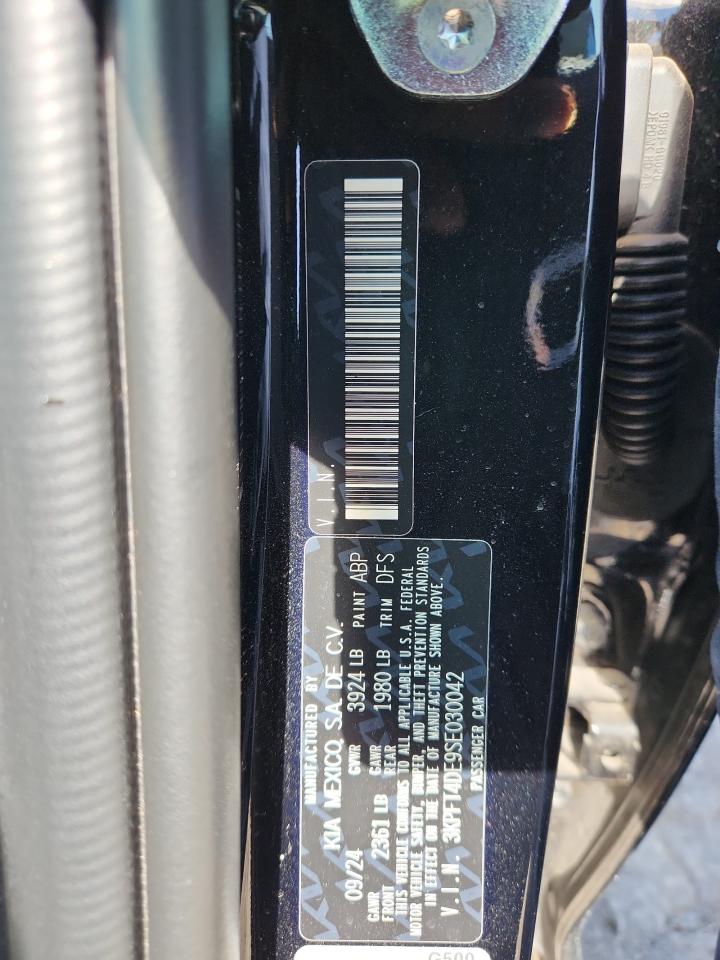 V.I.N.
MANUFACTURED BY
KIA MEXICO, S.A. DE C.V.
09/24 GVWR 3924 LB PAINT ABP
GAWR FRONT 2361 LB GAWR REAR 1980 LB TRIM DFS
THIS VEHICLE CONFORMS TO ALL APPLICABLE U.S.A. FEDERAL
MOTOR VEHICLE SAFETY, BUMPER, AND THEFT PREVENTION STANDARDS
IN EFFECT ON THE DATE OF MANUFACTURE SHOWN ABOVE.
V.I.N. 3KPFT4DE9SE030042
PASSENGER CAR
G500